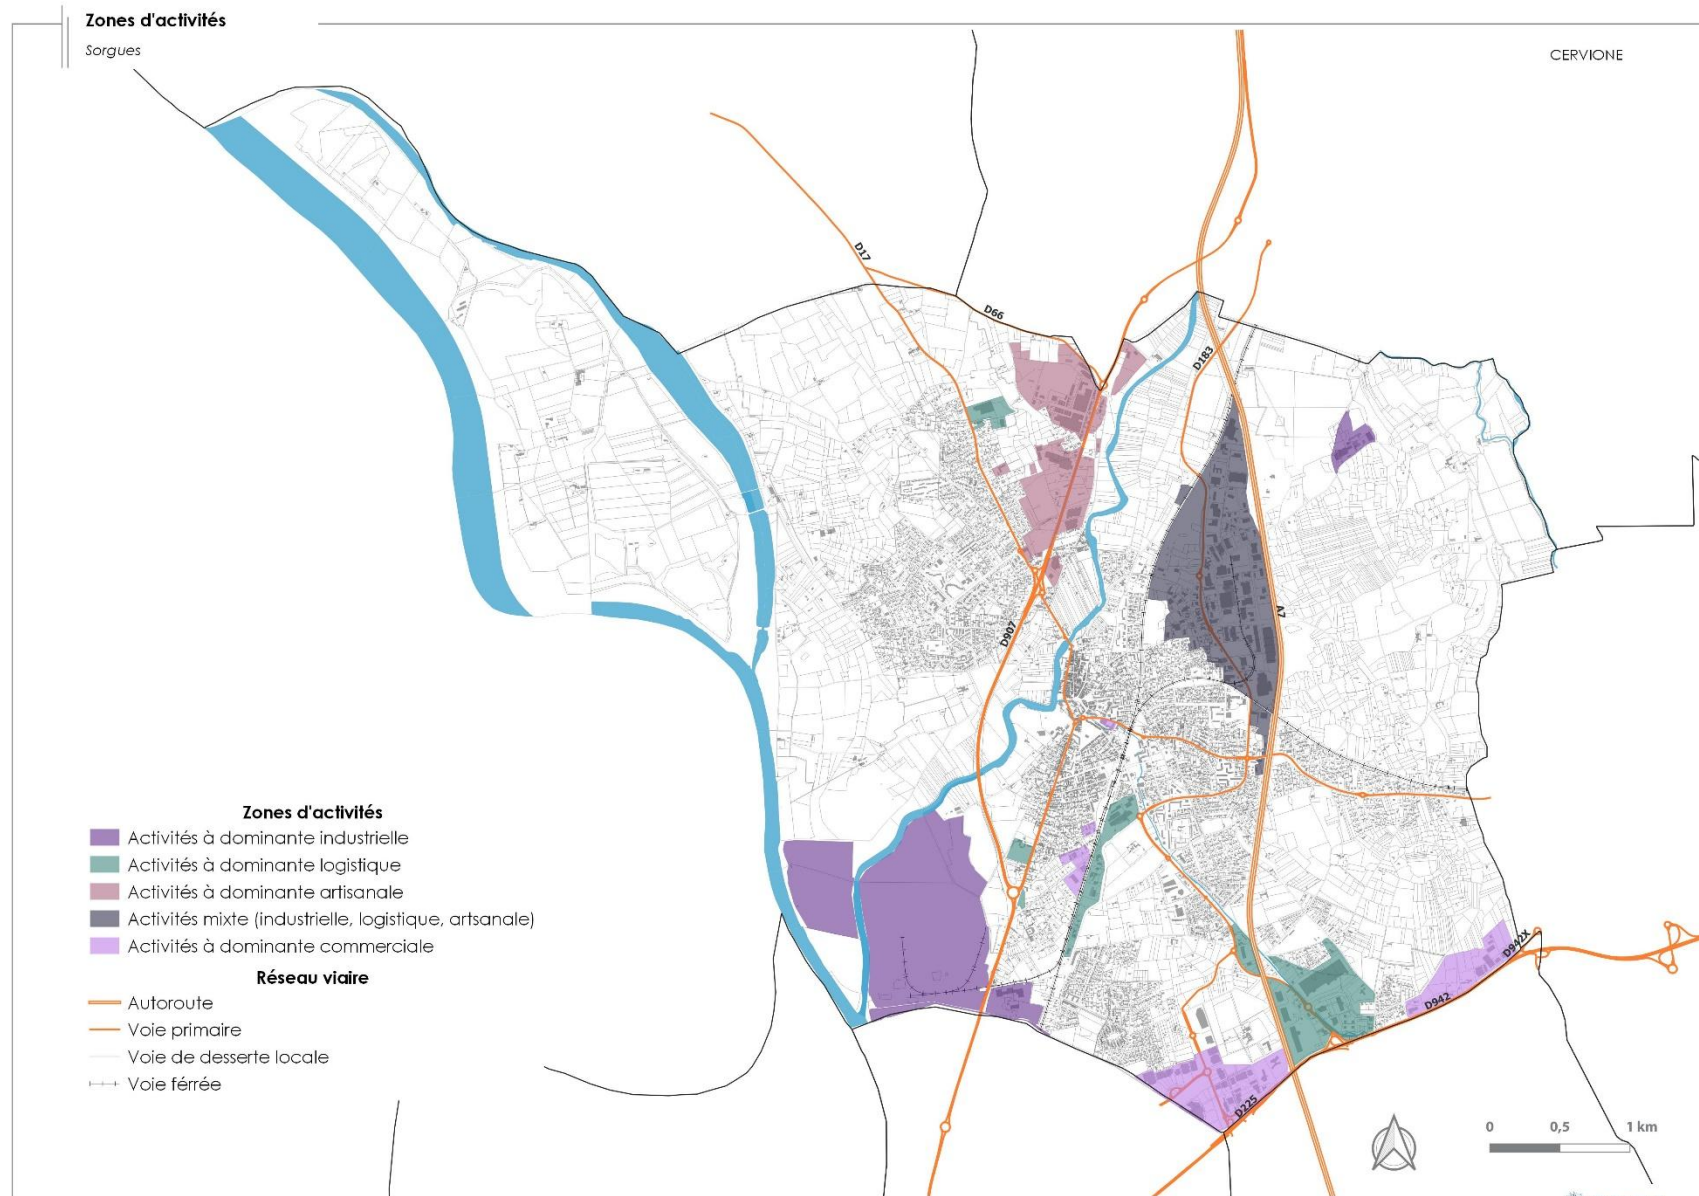 Zones d'activités
Sorgues
CERVIONE
D17
D66
D183
A7
D907
Zones d'activités
Activités à dominante industrielle
Activités à dominante logistique
Activités à dominante artisanale
Activités mixte (industrielle, logistique, artsanale)
Activités à dominante commerciale
Réseau viaire
Autoroute
Voie primaire
Voie de desserte locale
Voie férrée
D942X
D942
D225
0 0,5 1 km